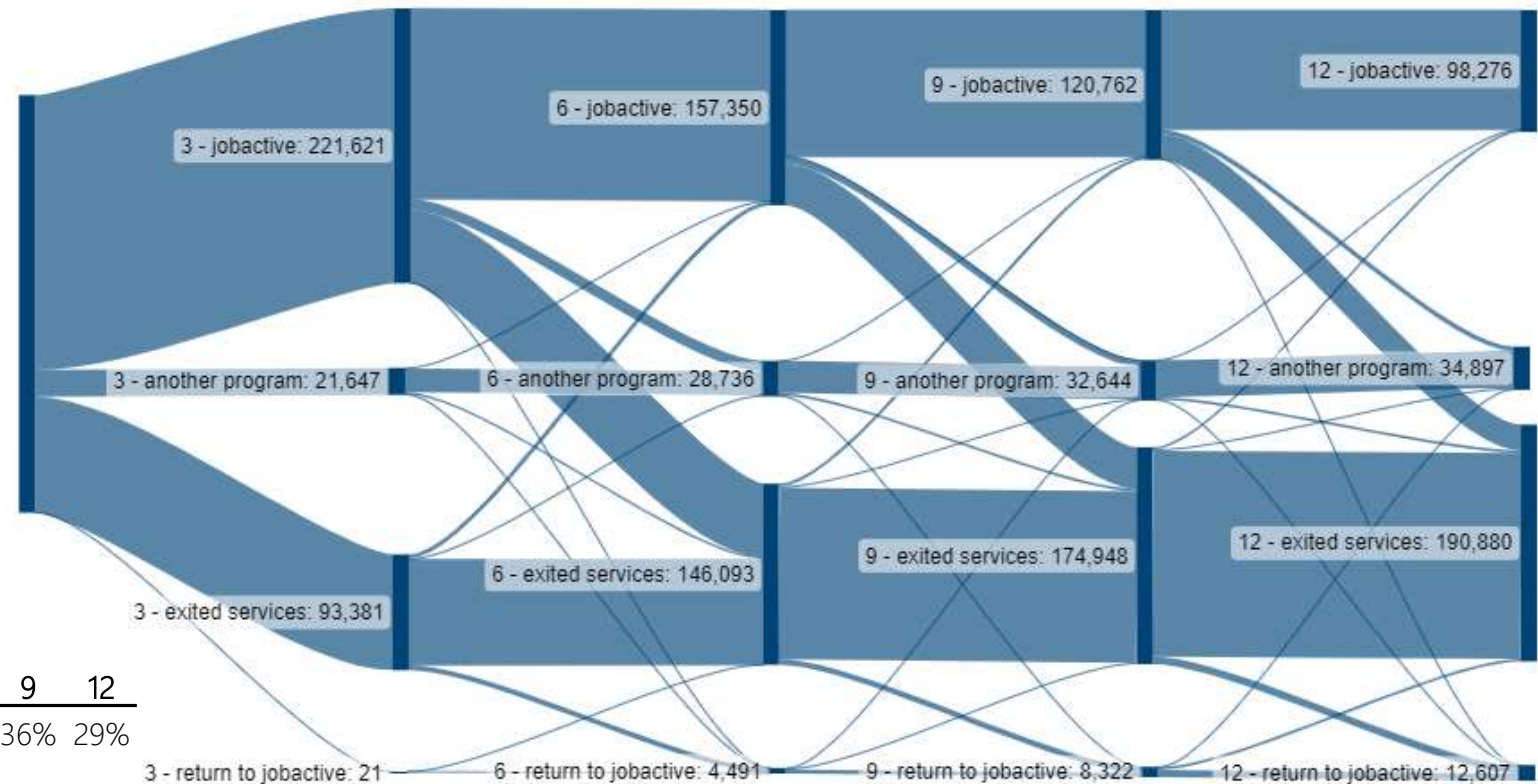 3 - jobactive: 221,621
3 - another program: 21,647
3 - exited services: 93,381
3 - return to jobactive: 21
6 - jobactive: 157,350
6 - another program: 28,736
6 - exited services: 146,093
6 - return to jobactive: 4,491
9 - jobactive: 120,762
9 - another program: 32,644
9 - exited services: 174,948
9 - return to jobactive: 8,322
12 - jobactive: 98,276
12 - another program: 34,897
12 - exited services: 190,880
12 - return to jobactive: 12,607
9 12
36% 29%